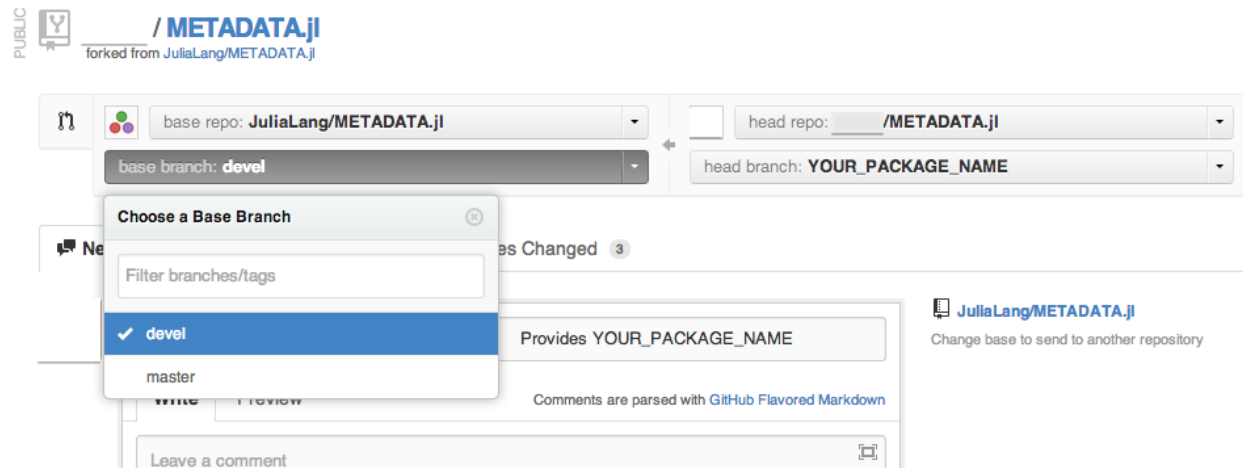 PUBLIC
/ METADATA.jl
forked from JuliaLang/METADATA.jl
base repo: JuliaLang/METADATA.jl
head repo: /METADATA.jl
base branch: devel
head branch: YOUR_PACKAGE_NAME
Choose a Base Branch
Ne
es Changed 3
Filter branches/tags
JuliaLang/METADATA.jl
devel
Provides YOUR_PACKAGE_NAME
Change base to send to another repository
master
Write Preview
Comments are parsed with GitHub Flavored Markdown
Leave a comment